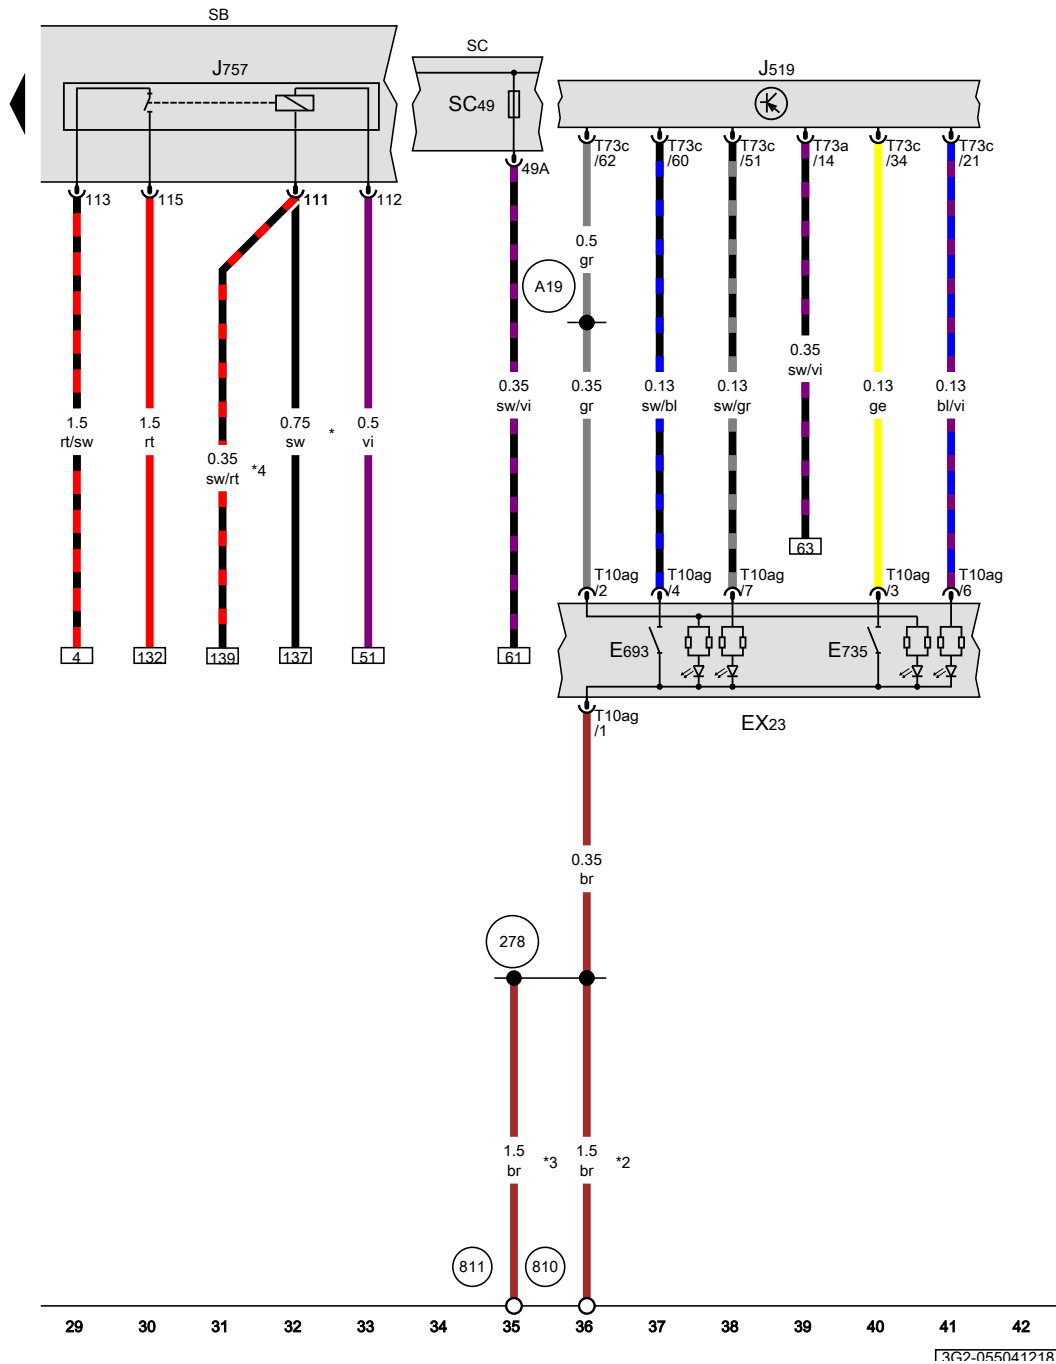 SB
SC
J757
J519
SC49
113
115
111
112
49A
T73c
/62
T73c
/60
T73c
/51
T73a
/14
T73c
/34
T73c
/21
0.5
gr
A19
0.35
sw/vi
1.5
rt/sw
1.5
rt
0.35
sw/rt
*4
0.75
sw
*
0.5
vi
0.35
sw/vi
0.35
gr
0.13
sw/bl
0.13
sw/gr
0.13
ge
0.13
bl/vi
63
T10ag
/2
T10ag
/4
T10ag
/7
T10ag
/3
T10ag
/6
4
132
139
137
51
61
E693
E735
T10ag
/1
EX23
0.35
br
278
1.5
br
*3
1.5
br
*2
811
810
29 30 31 32 33 34 35 36 37 38 39 40 41 42
3G2-055041218